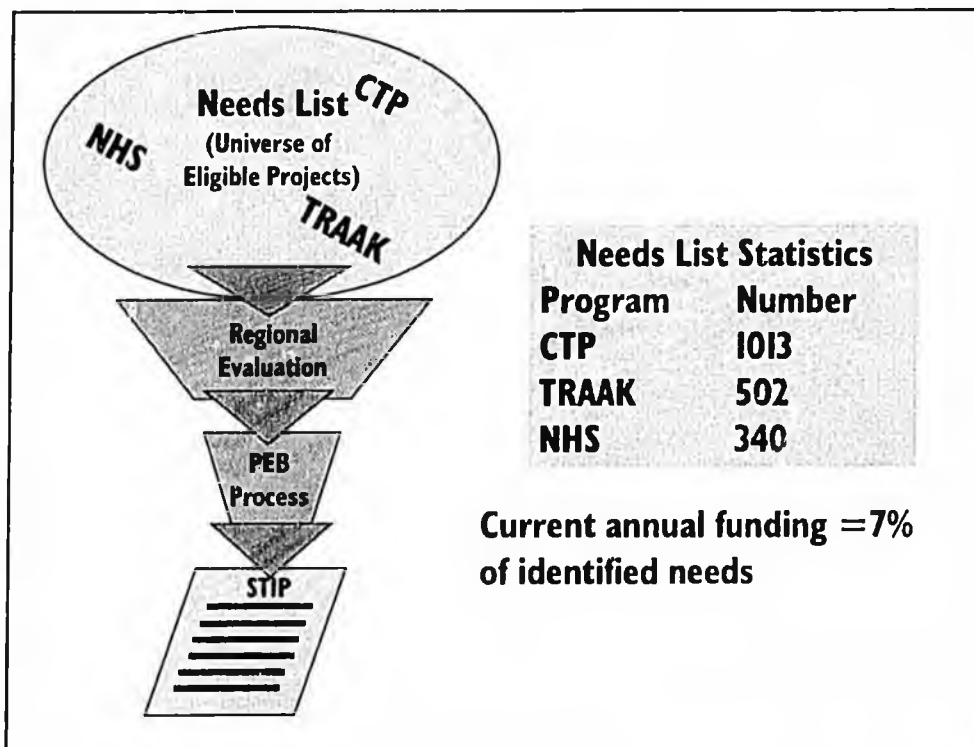 Needs List CTP
(Universe of
Eligible Projects)
NHS
TRAAK
Regional
Evaluation
PEB
Process
STIP
Needs List Statistics
Program Number
CTP 1013
TRAAK 502
NHS 340
Current annual funding =7%
of identified needs